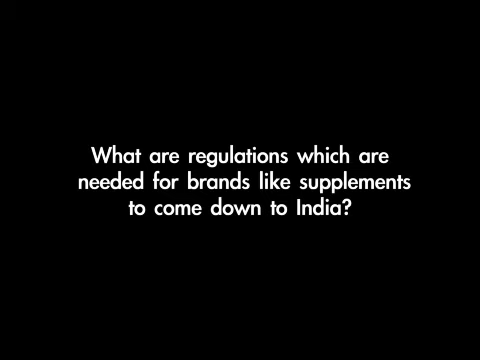 What are regulations which are
needed for brands like supplements
to come down to India?